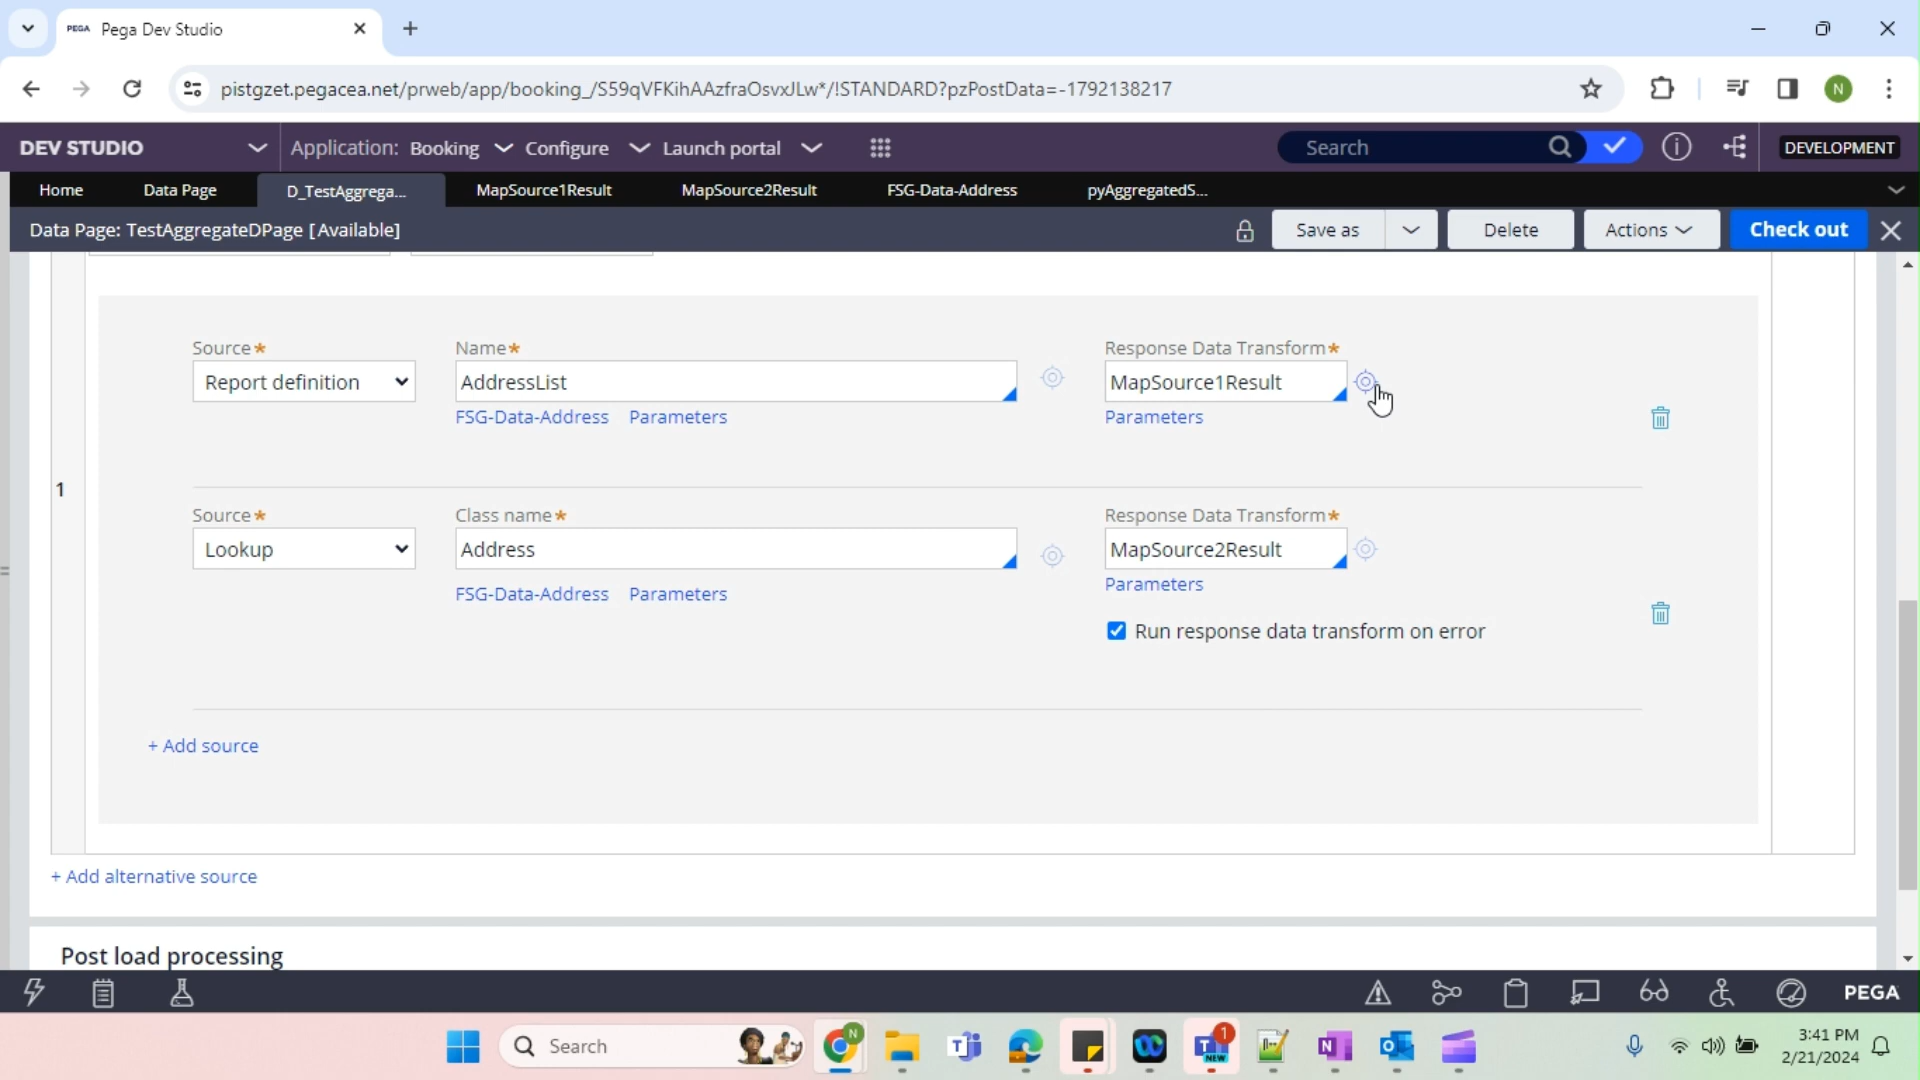 PEGA Pega Dev Studio
pistgzet.pegacea.net/prweb/app/booking_/S59qVFKihAAzfraOsvxJLw*/!STANDARD?pzPostData=-1792138217
N
DEV STUDIO Application: Booking Configure Launch portal Search DEVELOPMENT
Home Data Page D_TestAggrega... MapSource1Result MapSource2Result FSG-Data-Address pyAggregatedS...
Data Page: TestAggregateDPage [Available] Save as Delete Actions Check out
Source* Name* Response Data Transform*
Report definition AddressList MapSource1Result
FSG-Data-Address Parameters Parameters
1
Source* Class name* Response Data Transform*
Lookup Address MapSource2Result
FSG-Data-Address Parameters Parameters
Run response data transform on error
+ Add source
+ Add alternative source
Post load processing
PEGA
Search N T NEW 1 N 3:41 PM
2/21/2024